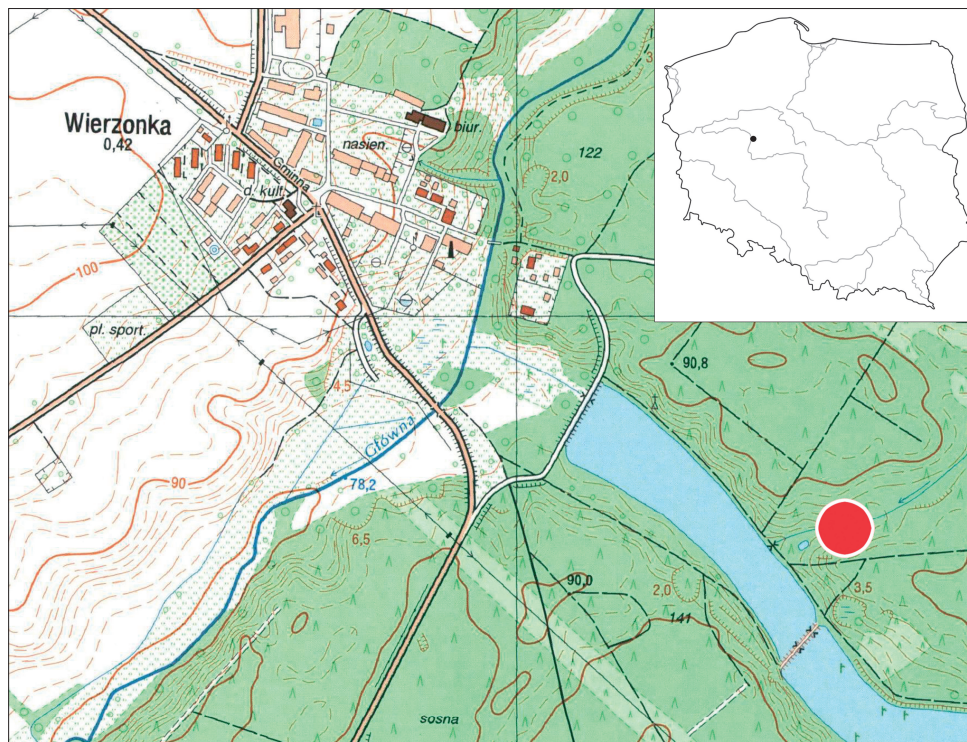 Wierzonka
0,42
biur.
nasien.
122
Gminna
d. kult.
2,0
100
pl. sport.
4,5
90,8
Główna
90
78,2
6,5
90,0
2,0
3,5
141
sosna